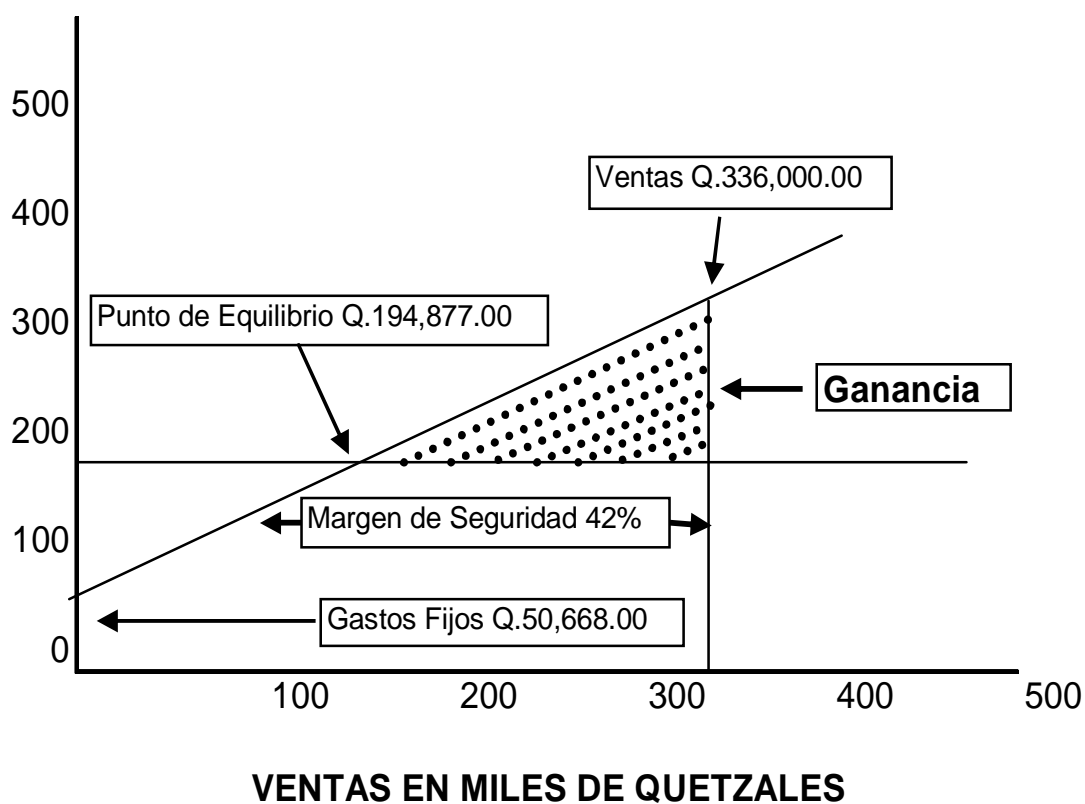 500
Ventas Q.336,000.00
400
Punto de Equilibrio Q.194,877.00
300
Ganancia
200
Margen de Seguridad 42%
100
Gastos Fijos Q.50,668.00
0
100 200 300 400 500
VENTAS EN MILES DE QUETZALES